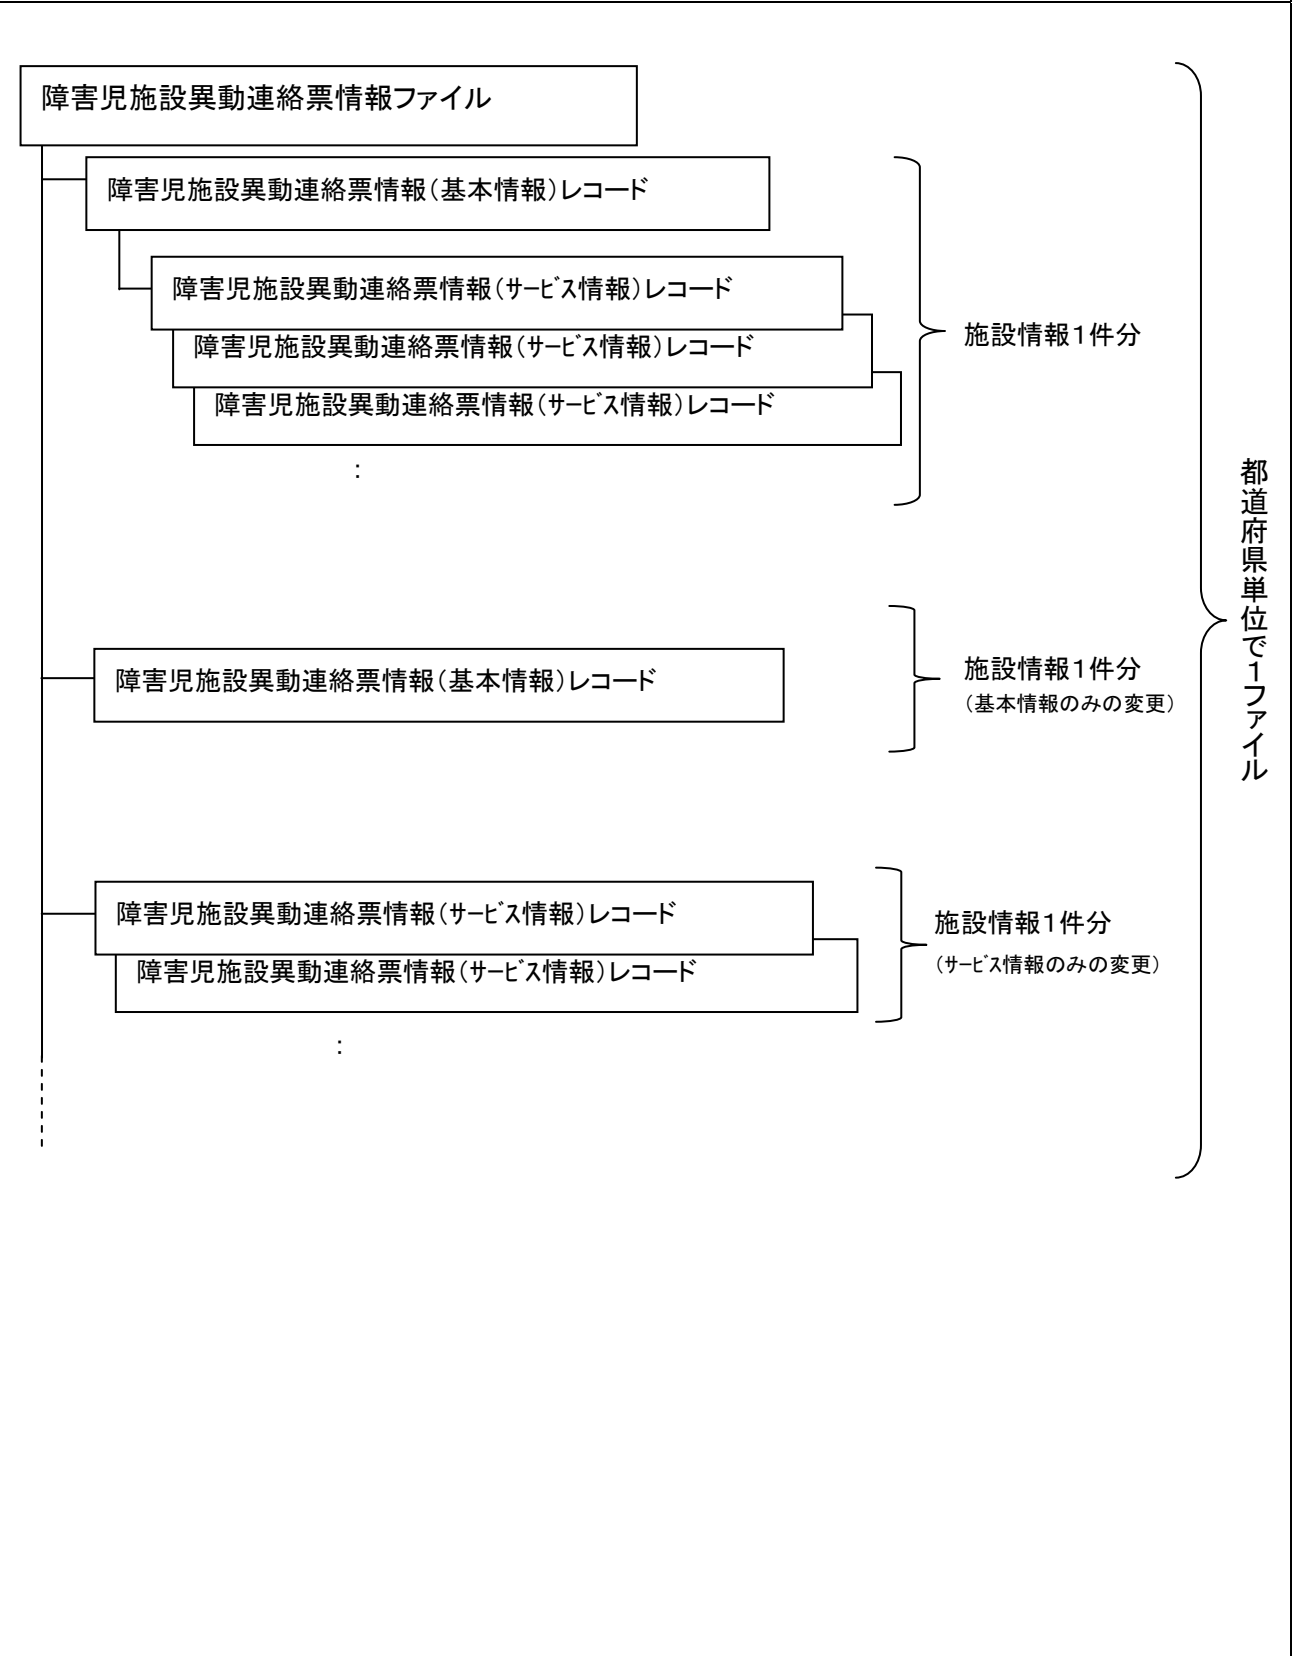 障害児施設異動連絡票情報ファイル
障害児施設異動連絡票情報（基本情報）レコード
障害児施設異動連絡票情報（ｻｰﾋﾞｽ情報）レコード
障害児施設異動連絡票情報（ｻｰﾋﾞｽ情報）レコード
障害児施設異動連絡票情報（ｻｰﾋﾞｽ情報）レコード
：
施設情報１件分
障害児施設異動連絡票情報（基本情報）レコード
施設情報１件分
（基本情報のみの変更）
障害児施設異動連絡票情報（ｻｰﾋﾞｽ情報）レコード
障害児施設異動連絡票情報（ｻｰﾋﾞｽ情報）レコード
：
施設情報１件分
（ｻｰﾋﾞｽ情報のみの変更）
都道府県単位で１ファイル